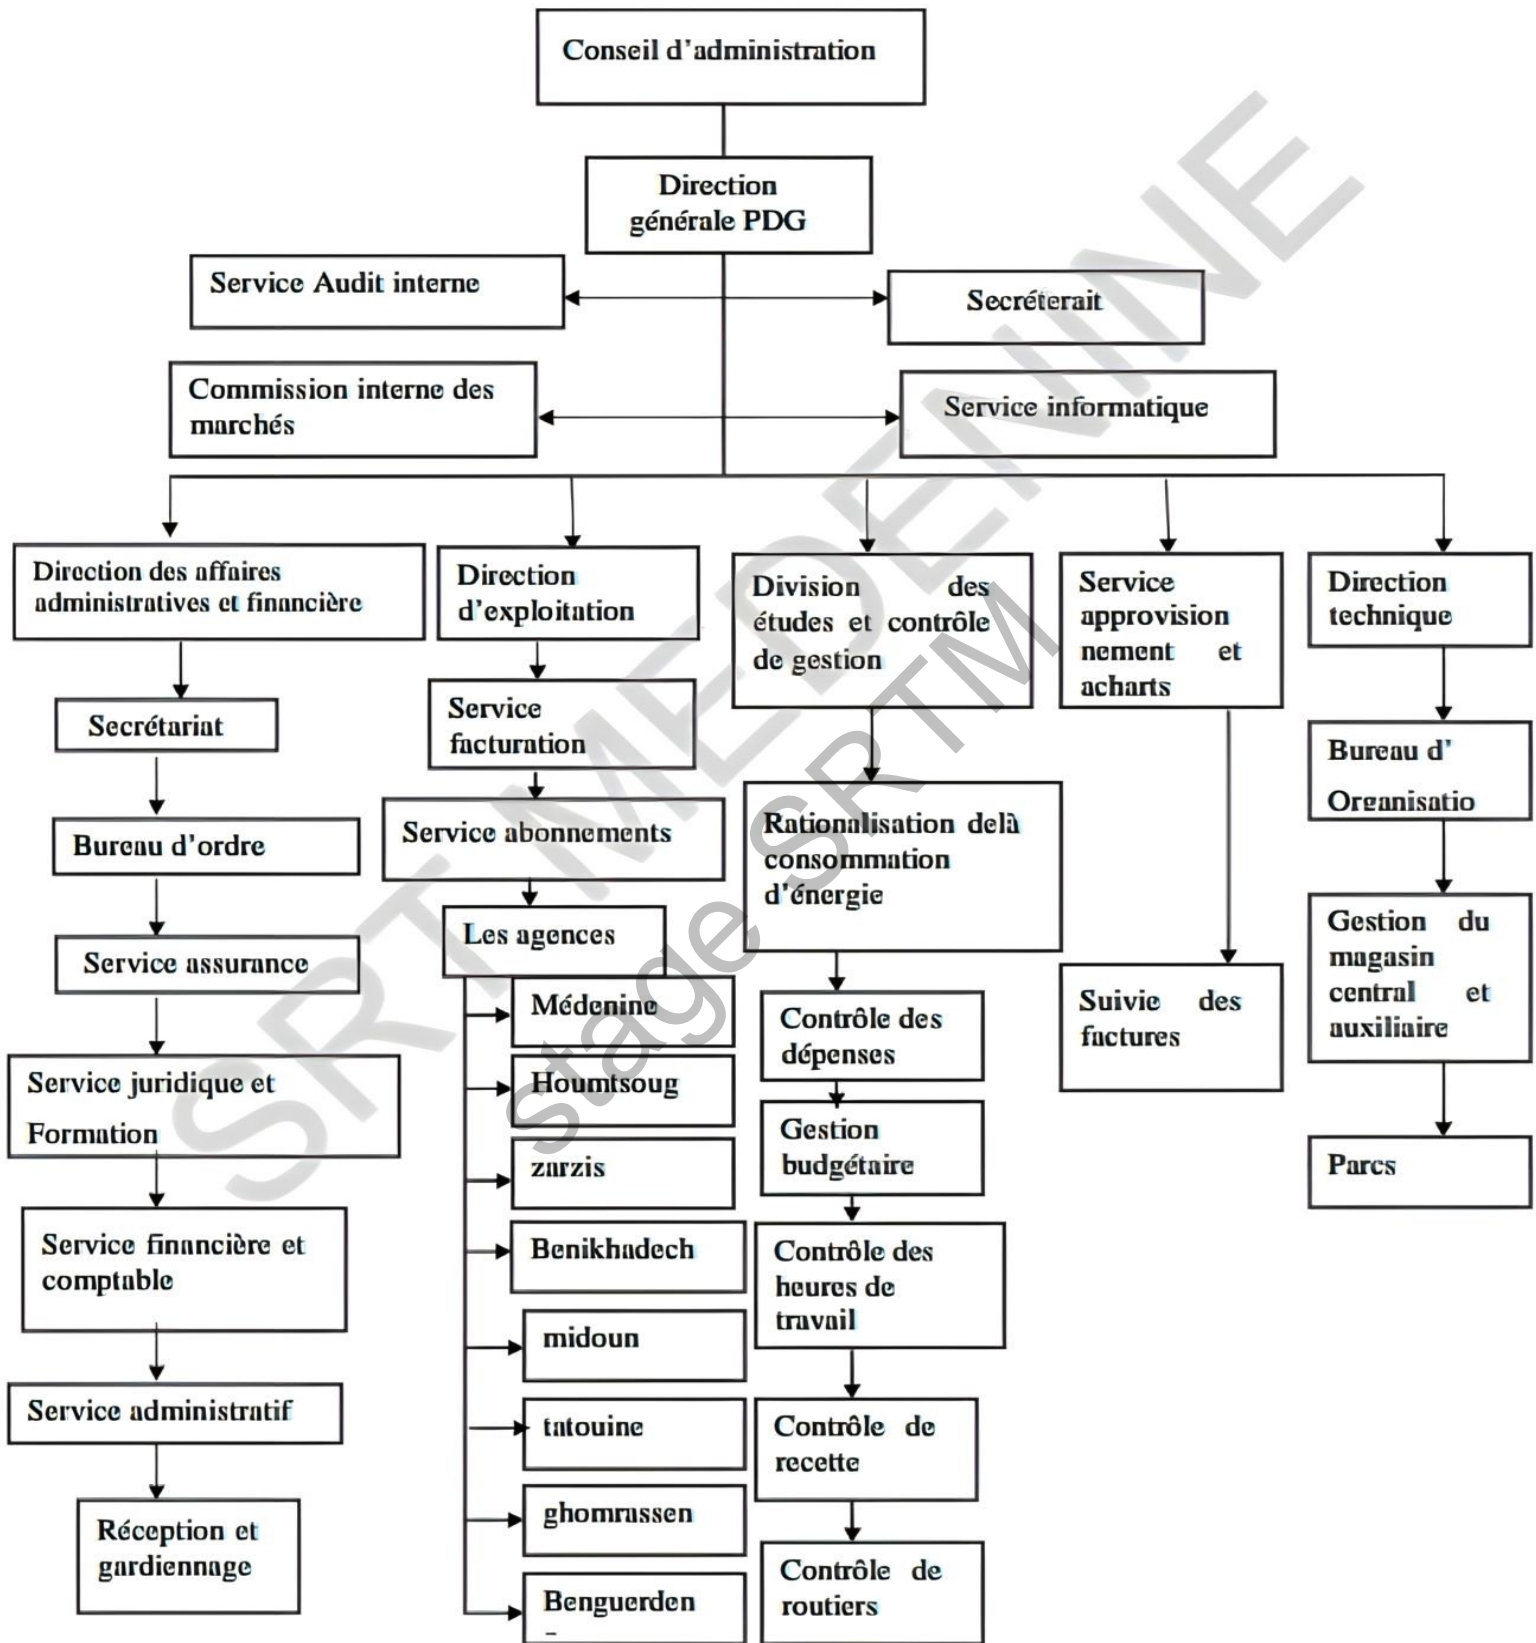 Conseil d'administration
Direction
générale PDG
Service Audit interne
Secréterait
Commission interne des
marchés
Service informatique
Direction des affaires
administratives et financière
Secrétariat
Bureau d'ordre
Service assurance
Service juridique et
Formation
Service financière et
comptable
Service administratif
Réception et
gardiennage
Direction
d'exploitation
Service
facturation
Service abonnements
Les agences
Médenine
Houmtsoug
zarzis
Benikhadech
midoun
tatouine
ghomrassen
Benguerden
Division des
études et contrôle
de gestion
Rationalisation delà
consommation
d'énergie
Contrôle des
dépenses
Gestion
budgétaire
Contrôle des
heures de
travail
Contrôle de
recette
Contrôle de
routiers
Service
approvision
nement et
acharts
Suivie des
factures
Direction
technique
Bureau d'
Organisatio
Gestion du
magasin
central et
auxiliaire
Parcs
SRT MEDENINE
stage SRTM